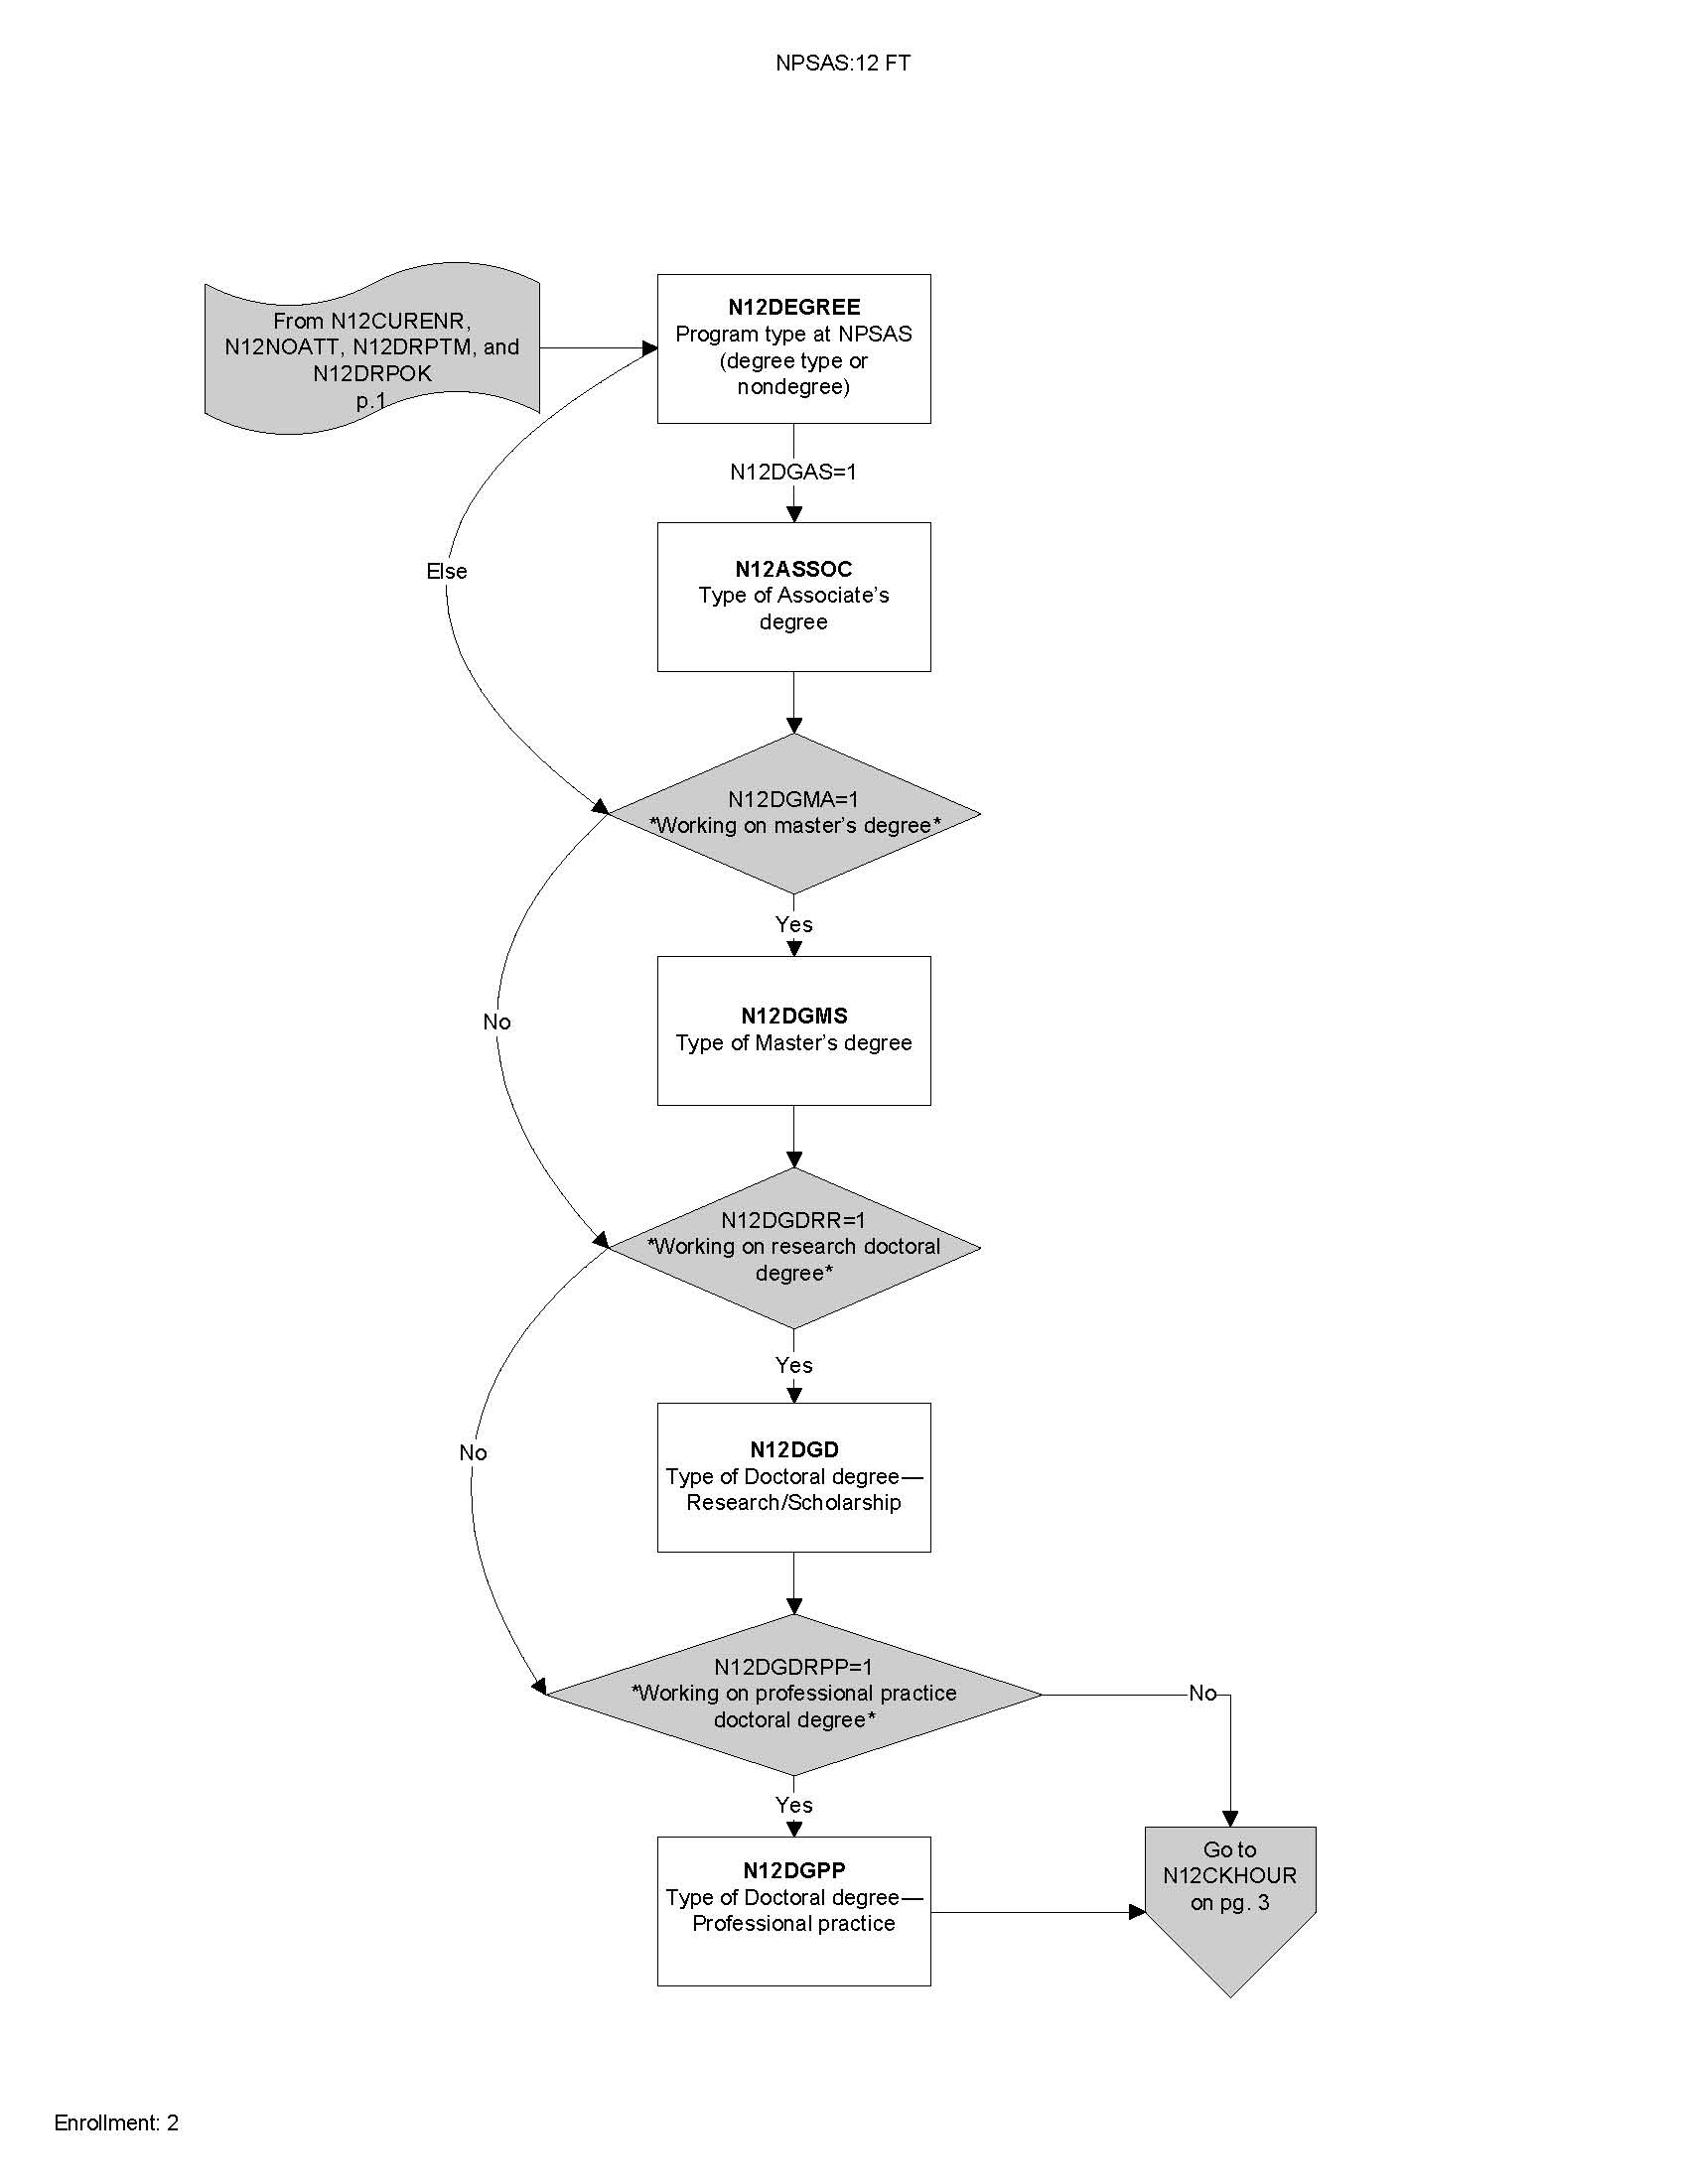 NPSAS:12 FT
From N12CURENR,
N12NOATT, N12DRPTM, and
N12DRPOK
p.1
N12DEGREE
Program type at NPSAS
(degree type or
nondegree)
N12DGAS=1
Else
N12ASSOC
Type of Associate's
degree
N12DGMA=1
*Working on master's degree*
Yes
No
N12DGMS
Type of Master's degree
N12DGDRR=1
*Working on research doctoral
degree*
Yes
No
N12DGD
Type of Doctoral degree—
Research/Scholarship
N12DGDRPP=1
*Working on professional practice
doctoral degree*
No
Yes
N12DGPP
Type of Doctoral degree—
Professional practice
Go to
N12CKHOUR
on pg. 3
Enrollment: 2